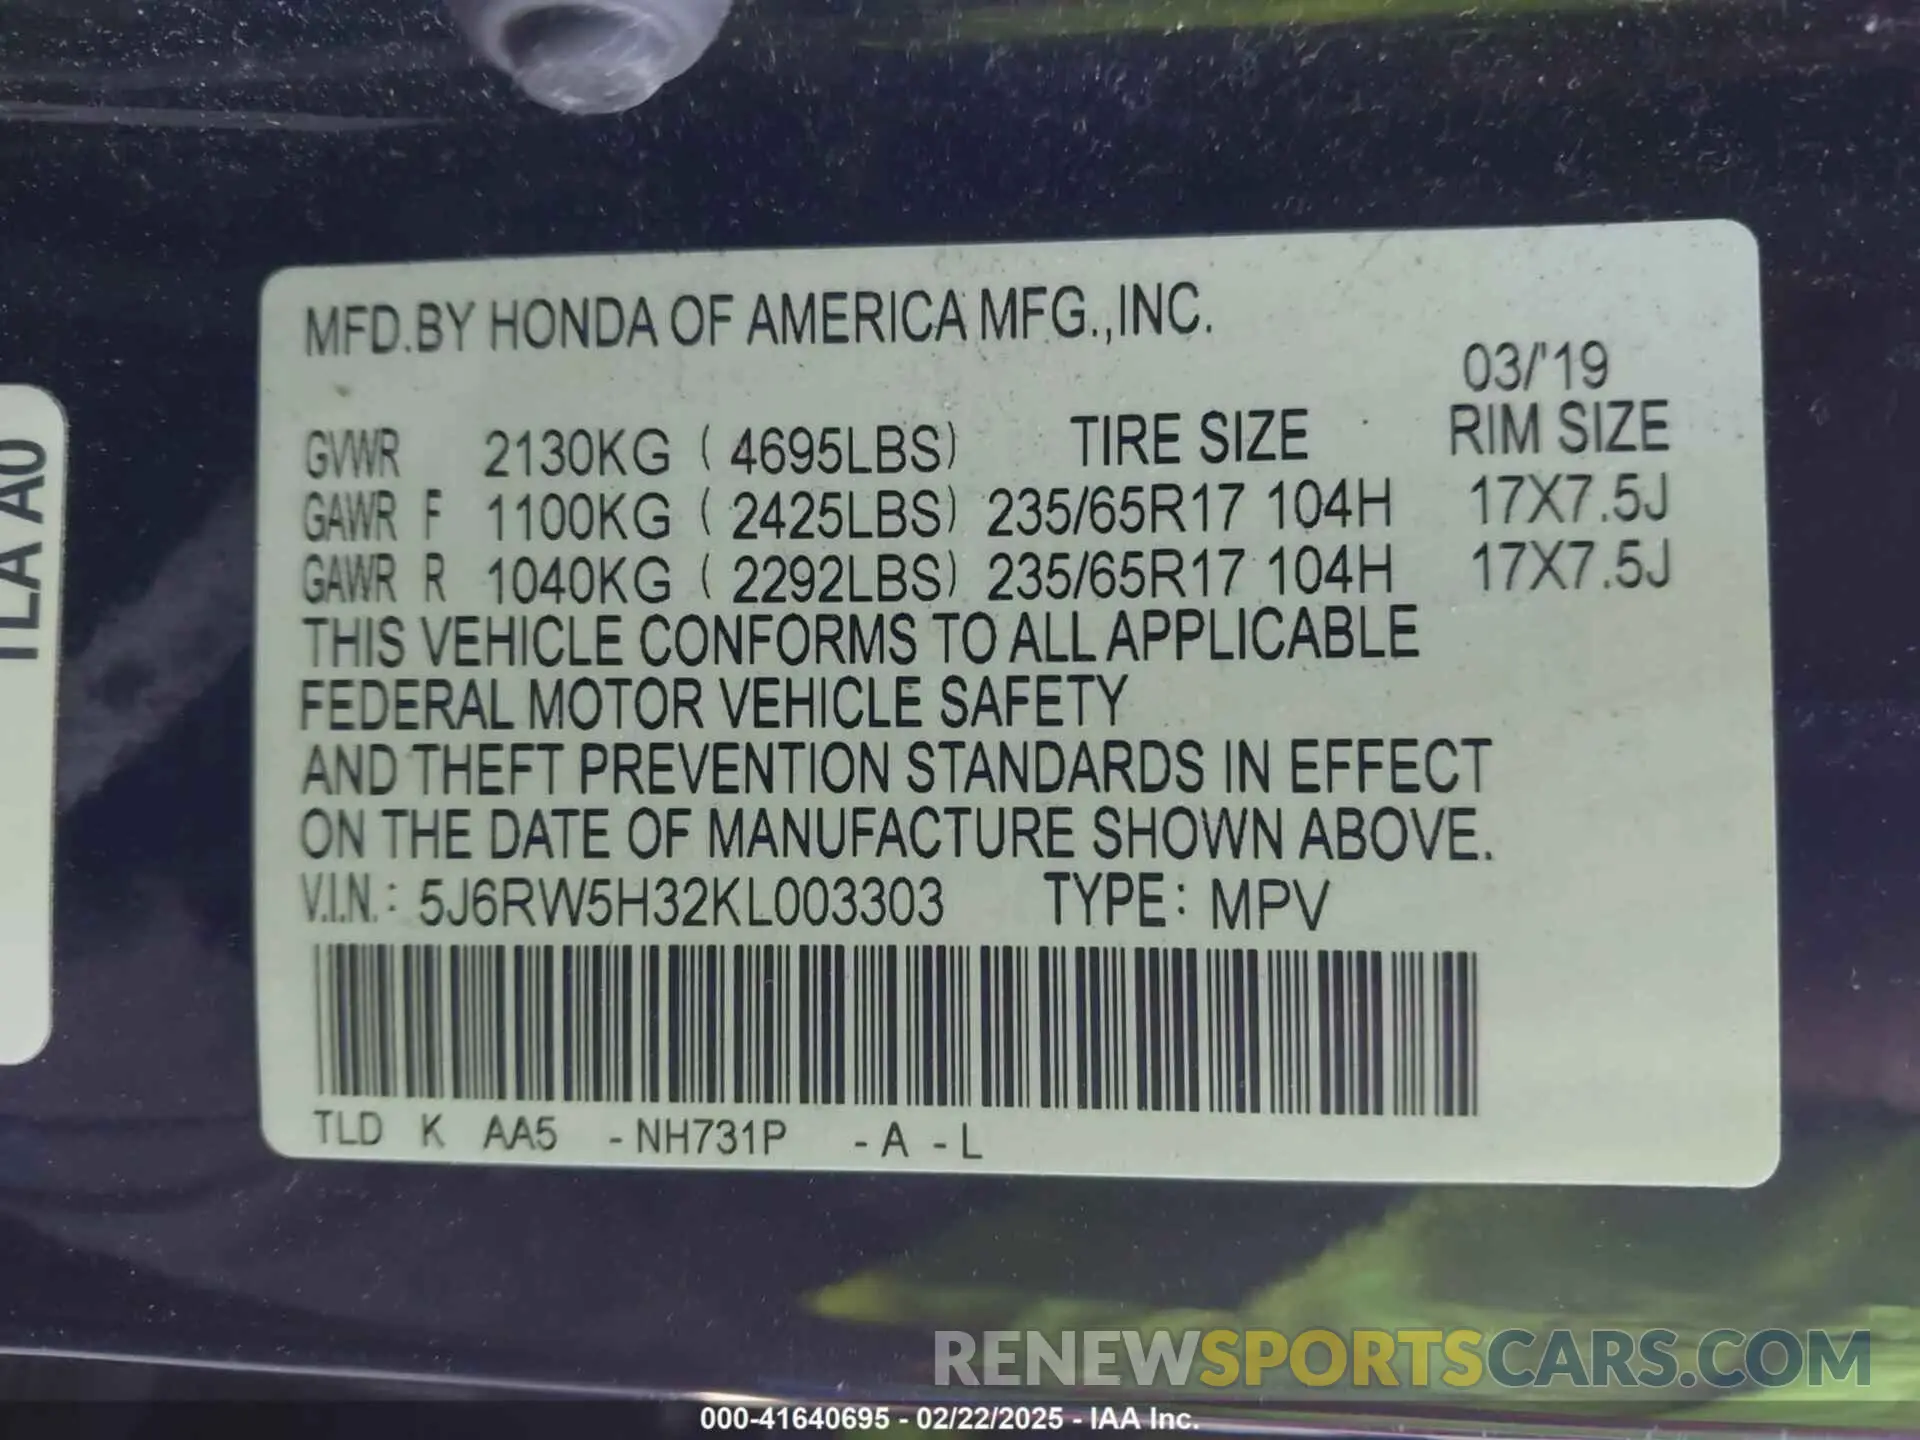 MFD.BY HONDA OF AMERICA MFG.,INC.
03/'19
GVWR 2130KG ( 4695LBS) TIRE SIZE RIM SIZE
GAWR F 1100KG ( 2425LBS) 235/65R17 104H 17X7.5J
GAWR R 1040KG ( 2292LBS) 235/65R17 104H 17X7.5J
THIS VEHICLE CONFORMS TO ALL APPLICABLE
FEDERAL MOTOR VEHICLE SAFETY
AND THEFT PREVENTION STANDARDS IN EFFECT
ON THE DATE OF MANUFACTURE SHOWN ABOVE.
V.I.N.: 5J6RW5H32KL003303 TYPE: MPV
TLD K AA5 -NH731P -A -L
TLA A0
RENEWSPORTSCARS.COM
000-41640695 - 02/22/2025 - IAA Inc.